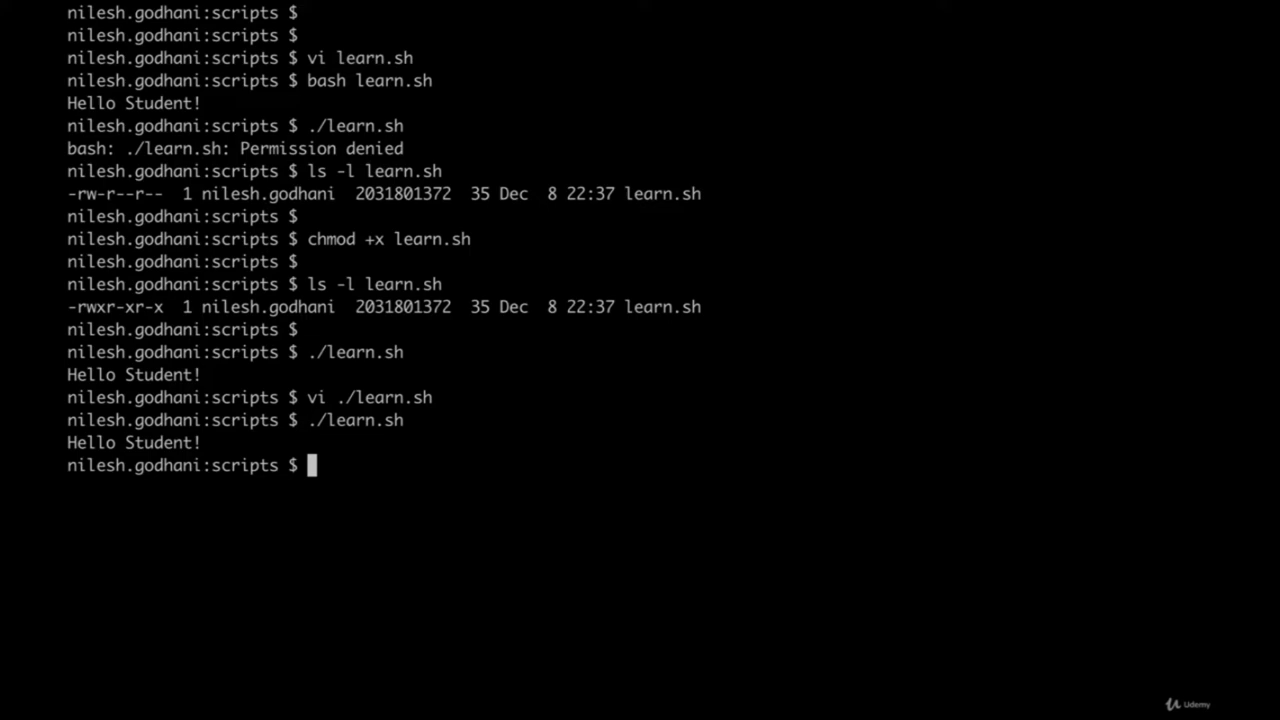 nilesh.godhani:scripts $
nilesh.godhani:scripts $
nilesh.godhani:scripts $ vi learn.sh
nilesh.godhani:scripts $ bash learn.sh
Hello Student!
nilesh.godhani:scripts $ ./learn.sh
bash: ./learn.sh: Permission denied
nilesh.godhani:scripts $ ls -l learn.sh
-rw-r--r--  1 nilesh.godhani  2031801372  35 Dec  8 22:37 learn.sh
nilesh.godhani:scripts $
nilesh.godhani:scripts $ chmod +x learn.sh
nilesh.godhani:scripts $
nilesh.godhani:scripts $ ls -l learn.sh
-rwxr-xr-x  1 nilesh.godhani  2031801372  35 Dec  8 22:37 learn.sh
nilesh.godhani:scripts $
nilesh.godhani:scripts $ ./learn.sh
Hello Student!
nilesh.godhani:scripts $ vi ./learn.sh
nilesh.godhani:scripts $ ./learn.sh
Hello Student!
nilesh.godhani:scripts $
Udemy